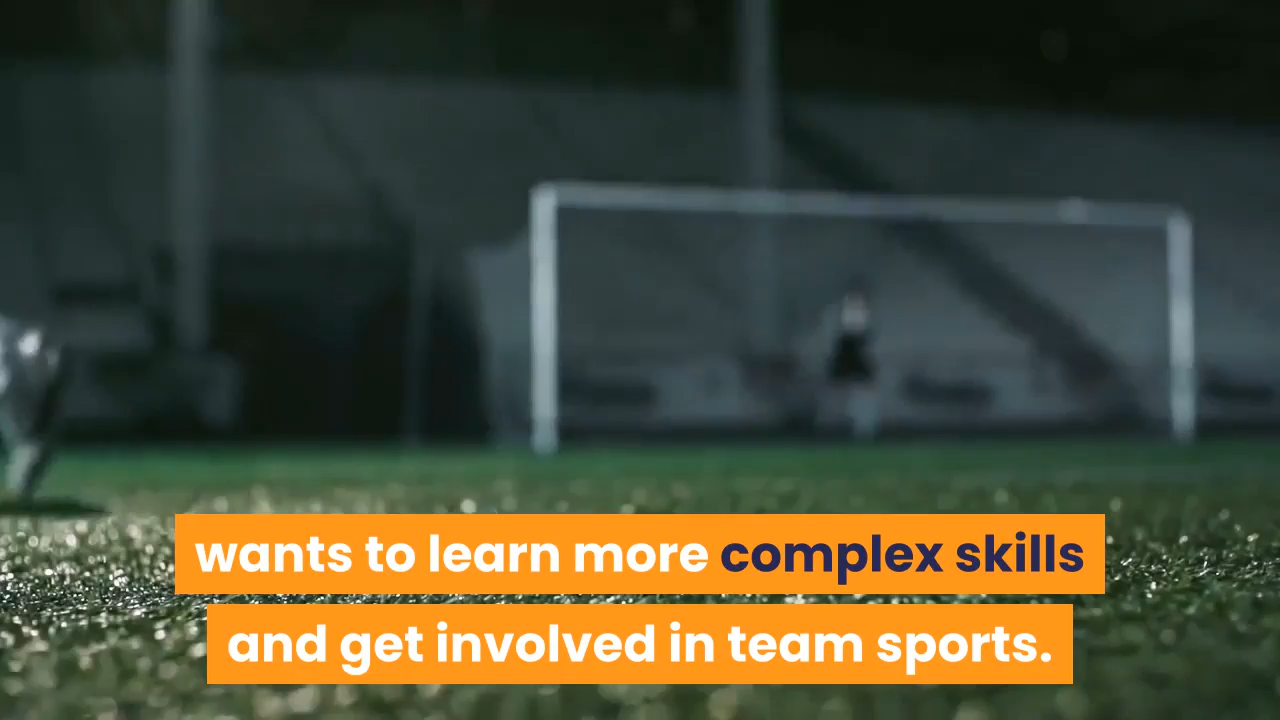 wants to learn more complex skills
and get involved in team sports.